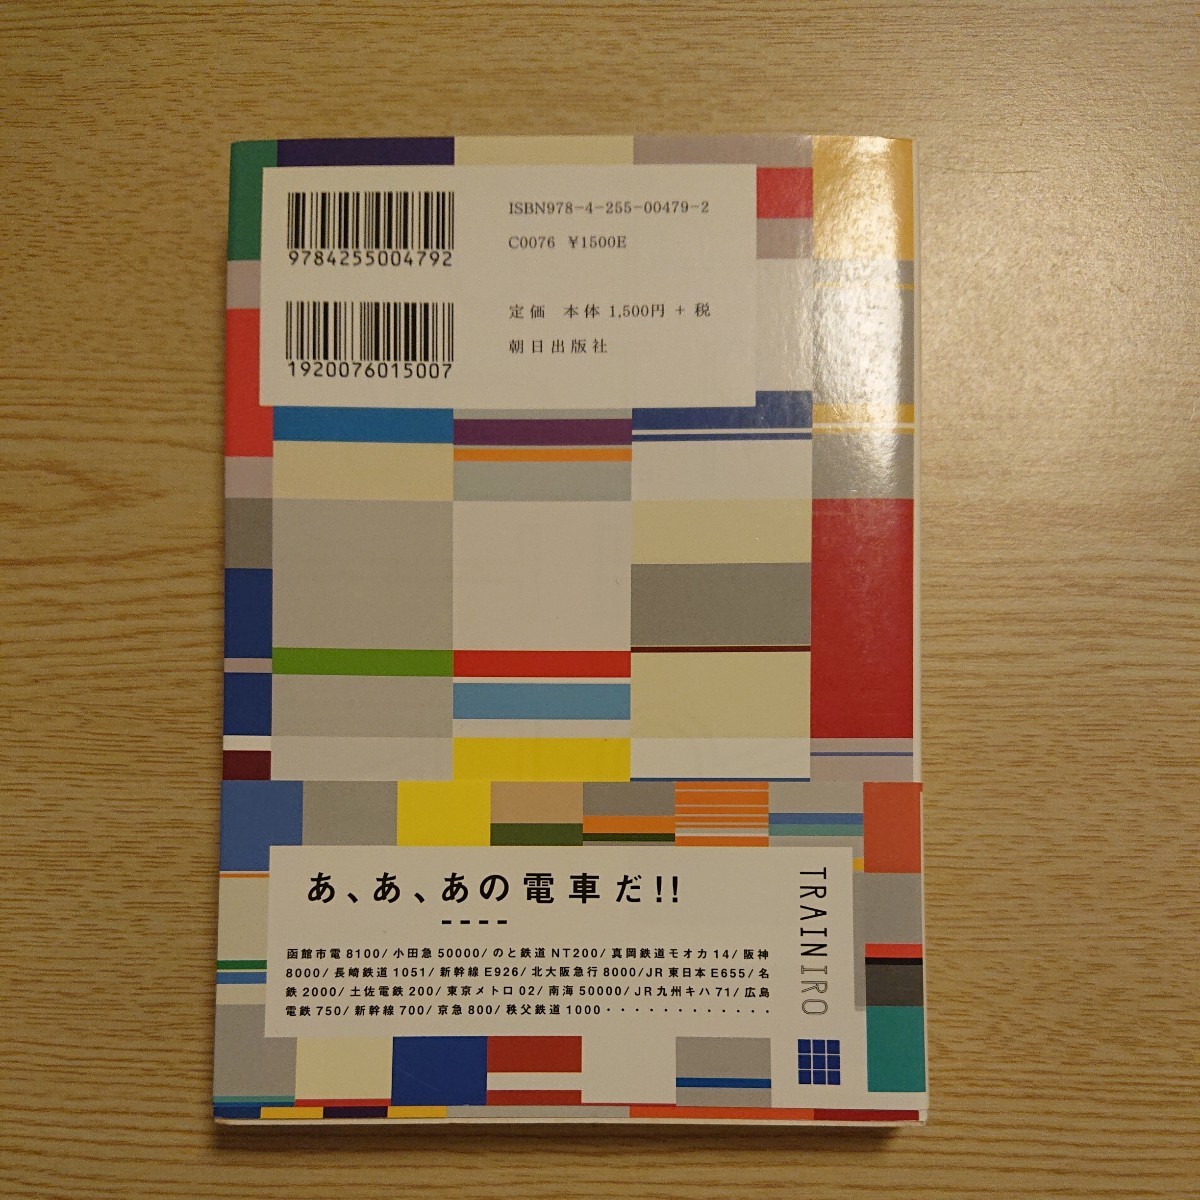 ISBN978-4-255-00479-2
9784255004792
C0076 ¥1500E
定価 本体 1,500円 + 税
朝日出版社
1920076015007
あ、あ、あの電車だ!!
----
函館市電 8100/ 小田急 50000/ のと鉄道 NT200/ 真岡鉄道モオカ 14/ 阪神
8000/ 長崎鉄道 1051/ 新幹線 E926/ 北大阪急行 8000/JR 東日本 E655/ 名
鉄 2000/ 土佐電鉄 200/ 東京メトロ 02/ 南海 50000/JR 九州キハ 71/ 広島
電鉄 750/ 新幹線 700/ 京急 800/ 秩父鉄道 1000・・・・・・・・・・・・
TRAINIRO